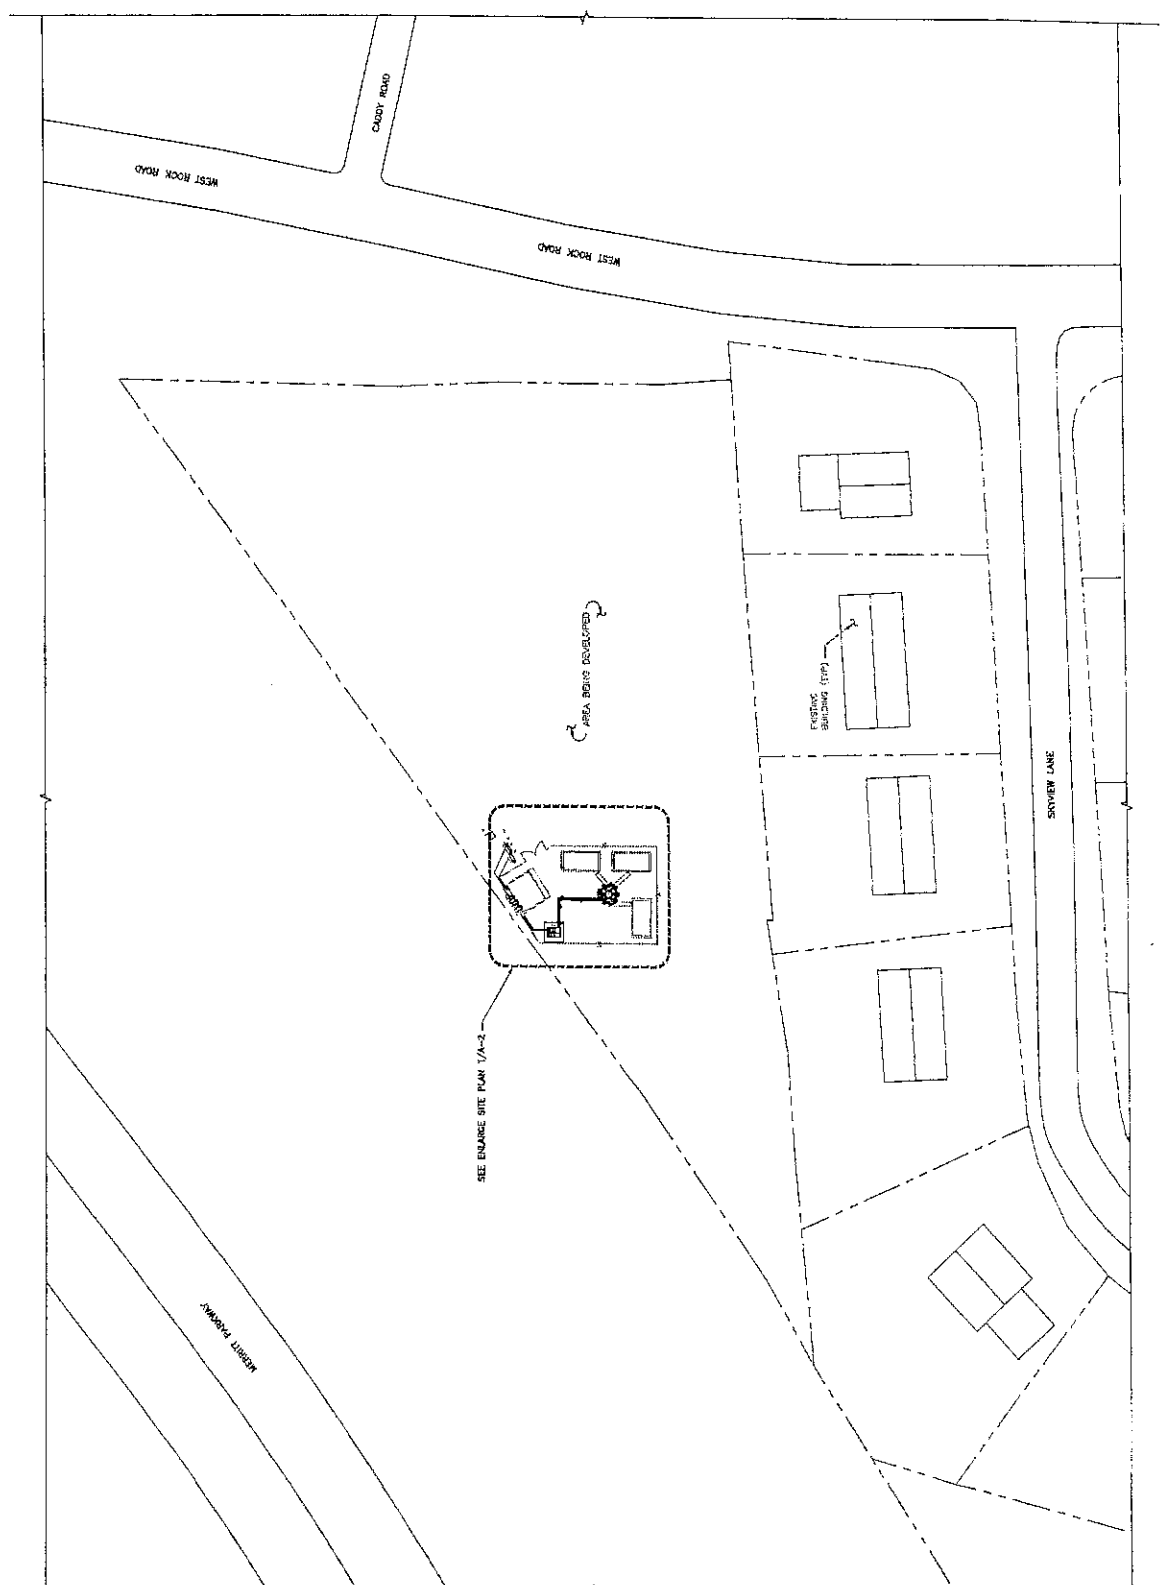 CADDY ROAD
WEST ROCK ROAD
WEST ROCK ROAD
AREA BEING DEVELOPED
EXISTING
BUILDING (TYP)
SKYVIEW LANE
SEE ENLARGE SITE PLAN 1/A-2
MERRITT PARKWAY